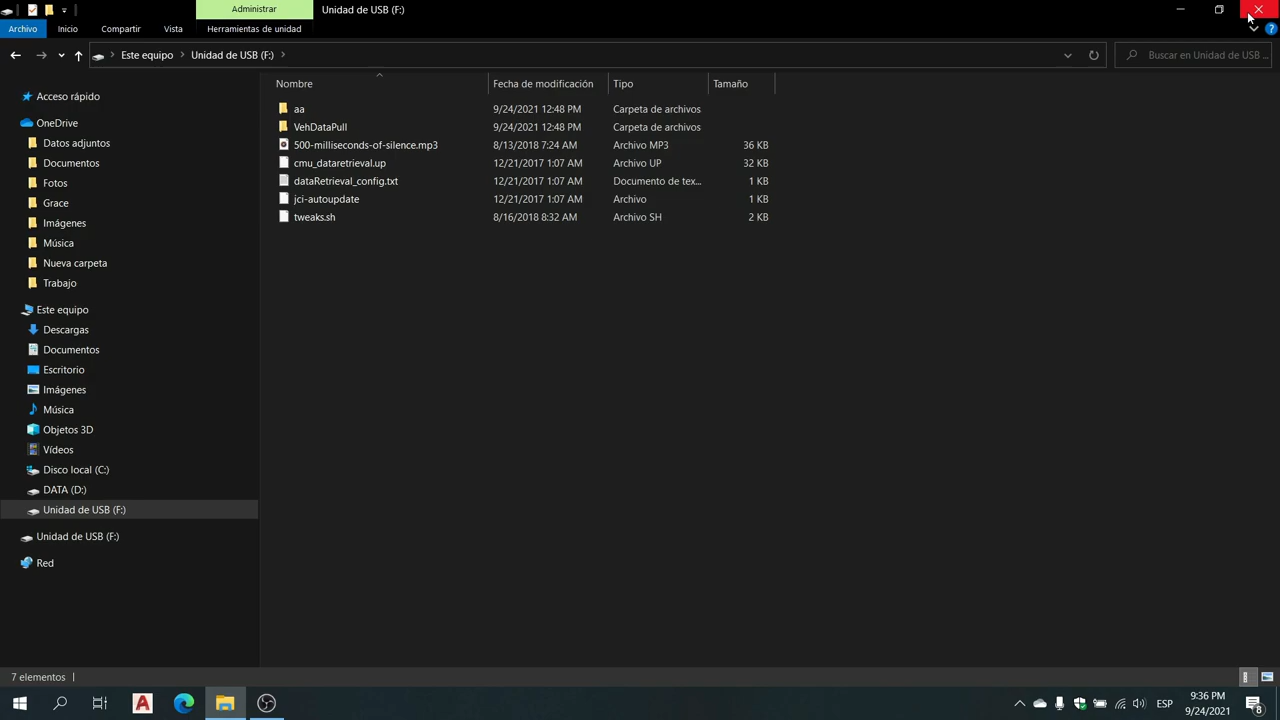 Administrar
Unidad de USB (F:)
Archivo
Inicio
Compartir
Vista
Herramientas de unidad
Este equipo
Unidad de USB (F:)
Buscar en Unidad de USB ...
Nombre
Fecha de modificación
Tipo
Tamaño
aa
9/24/2021 12:48 PM
Carpeta de archivos
VehDataPull
9/24/2021 12:48 PM
Carpeta de archivos
500-milliseconds-of-silence.mp3
8/13/2018 7:24 AM
Archivo MP3
36 KB
cmu_dataretrieval.up
12/21/2017 1:07 AM
Archivo UP
32 KB
dataRetrieval_config.txt
12/21/2017 1:07 AM
Documento de tex...
1 KB
jci-autoupdate
12/21/2017 1:07 AM
Archivo
1 KB
tweaks.sh
8/16/2018 8:32 AM
Archivo SH
2 KB
Acceso rápido
OneDrive
Datos adjuntos
Documentos
Fotos
Grace
Imágenes
Música
Nueva carpeta
Trabajo
Este equipo
Descargas
Documentos
Escritorio
Imágenes
Música
Objetos 3D
Vídeos
Disco local (C:)
DATA (D:)
Unidad de USB (F:)
Unidad de USB (F:)
Red
7 elementos
A
ESP
9:36 PM
9/24/2021
8